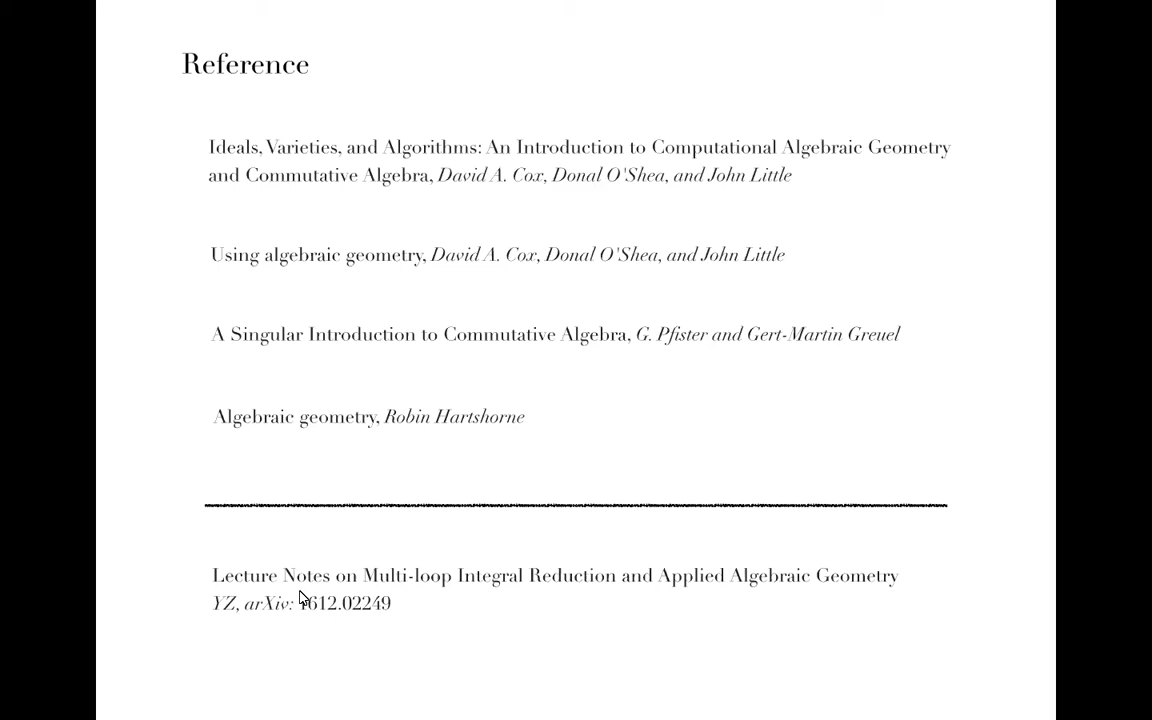 Reference
Ideals, Varieties, and Algorithms: An Introduction to Computational Algebraic Geometry
and Commutative Algebra, David A. Cox, Donal O'Shea, and John Little
Using algebraic geometry, David A. Cox, Donal O'Shea, and John Little
A Singular Introduction to Commutative Algebra, G. Pfister and Gert-Martin Greuel
Algebraic geometry, Robin Hartshorne
Lecture Notes on Multi-loop Integral Reduction and Applied Algebraic Geometry
YZ, arXiv: 1612.02249